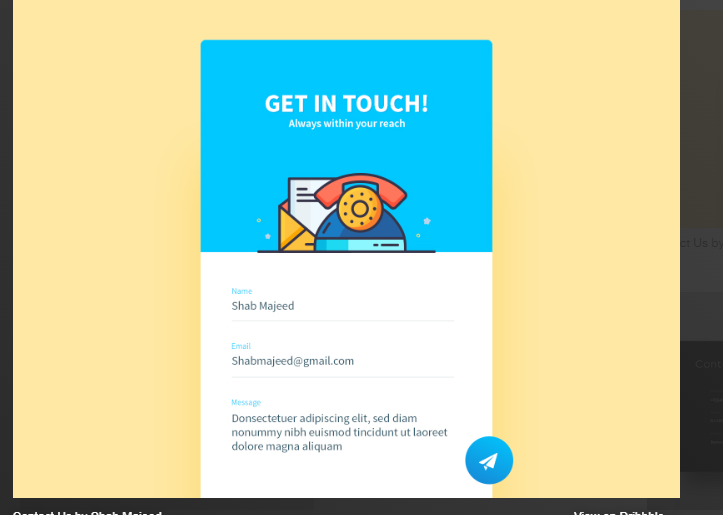 GET IN TOUCH!
Always within your reach
Name
Shab Majeed
Email
Shabmajeed@gmail.com
Message
Donsectetuer adipiscing elit, sed diam
nonummy nibh euismod tincidunt ut laoreet
dolore magna aliquam
ct Us by
Cont
Contact Us by Shab Majeed
View on Dribbble